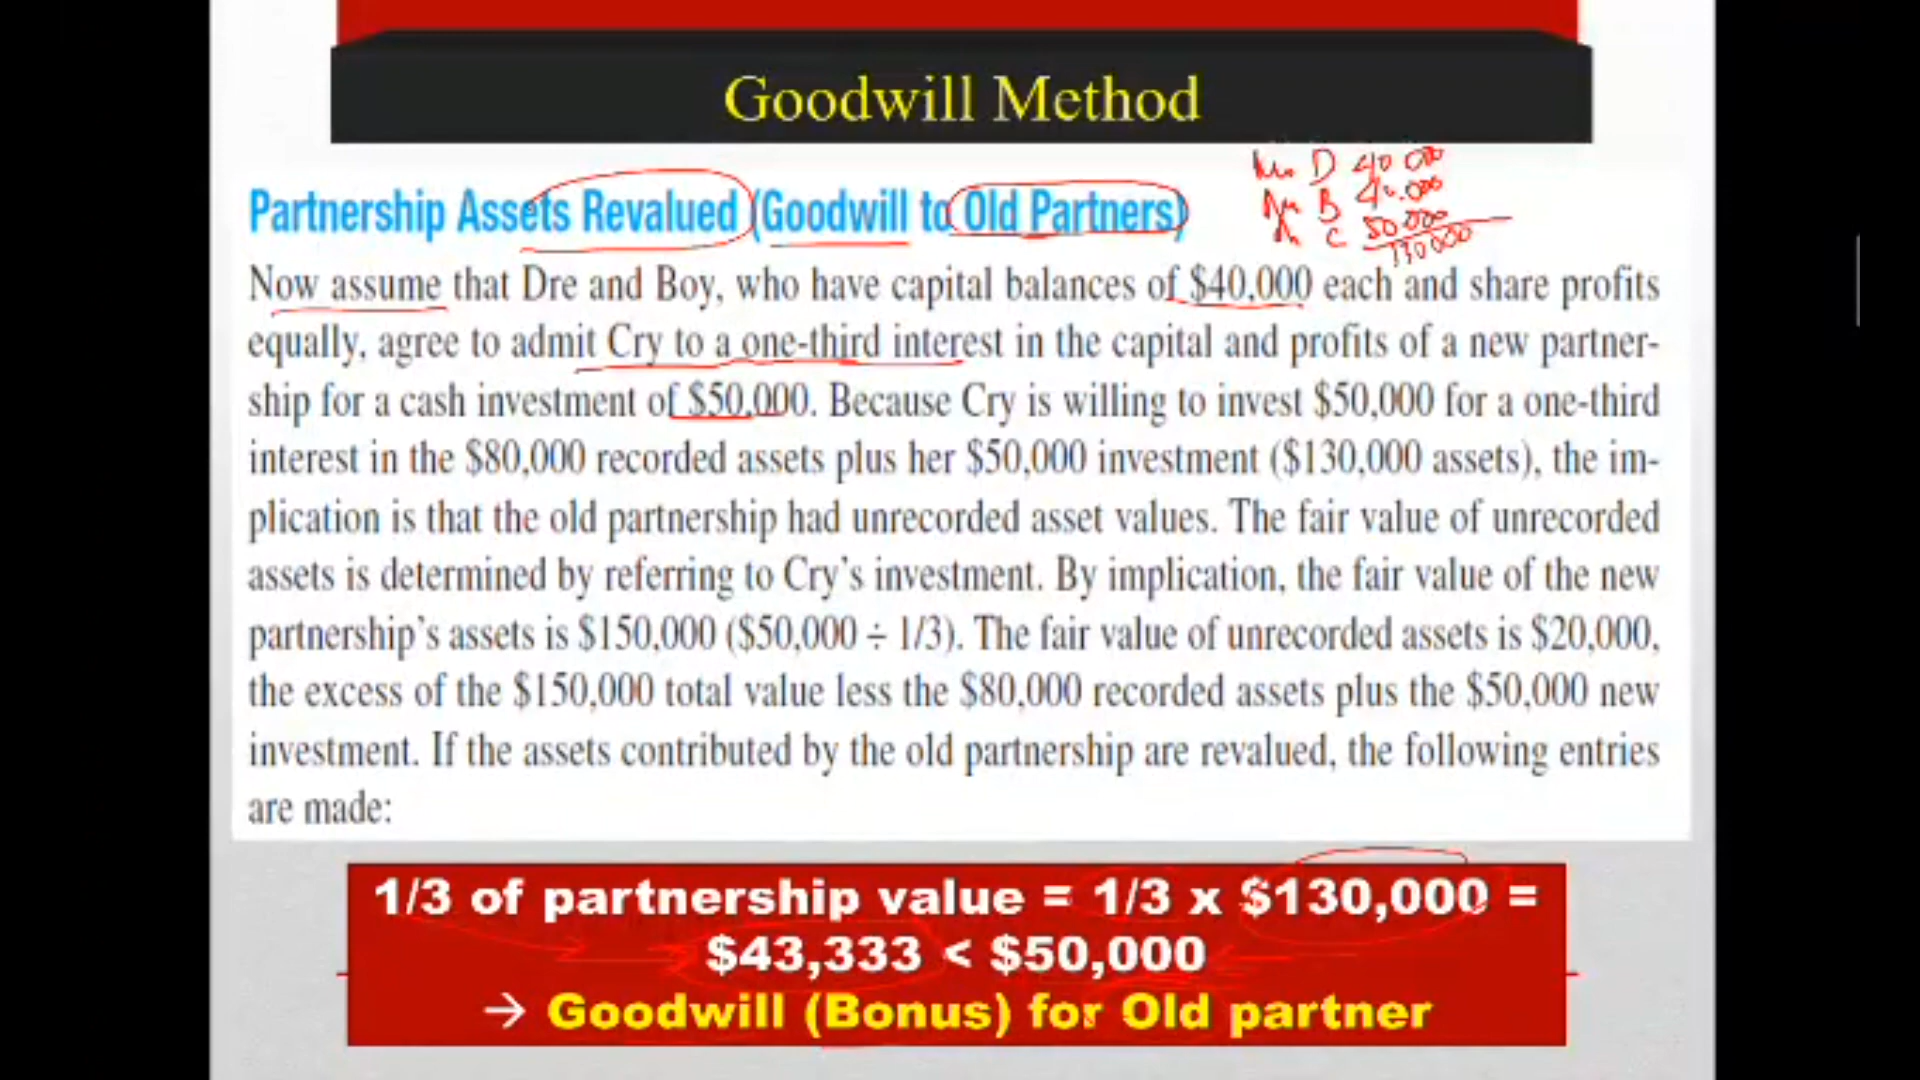 Goodwill Method
D 40 000
Partnership Assets Revalued (Goodwill to Old Partners)
B 40.000
C 50.000
130000
Now assume that Dre and Boy, who have capital balances of $40,000 each and share profits
equally, agree to admit Cry to a one-third interest in the capital and profits of a new partner-
ship for a cash investment of $50,000. Because Cry is willing to invest $50,000 for a one-third
interest in the $80,000 recorded assets plus her $50,000 investment ($130,000 assets), the im-
plication is that the old partnership had unrecorded asset values. The fair value of unrecorded
assets is determined by referring to Cry's investment. By implication, the fair value of the new
partnership's assets is $150,000 ($50,000 ÷ 1/3). The fair value of unrecorded assets is $20,000,
the excess of the $150,000 total value less the $80,000 recorded assets plus the $50,000 new
investment. If the assets contributed by the old partnership are revalued, the following entries
are made:
1/3 of partnership value = 1/3 x $130,000 =
$43,333 < $50,000
→ Goodwill (Bonus) for Old partner